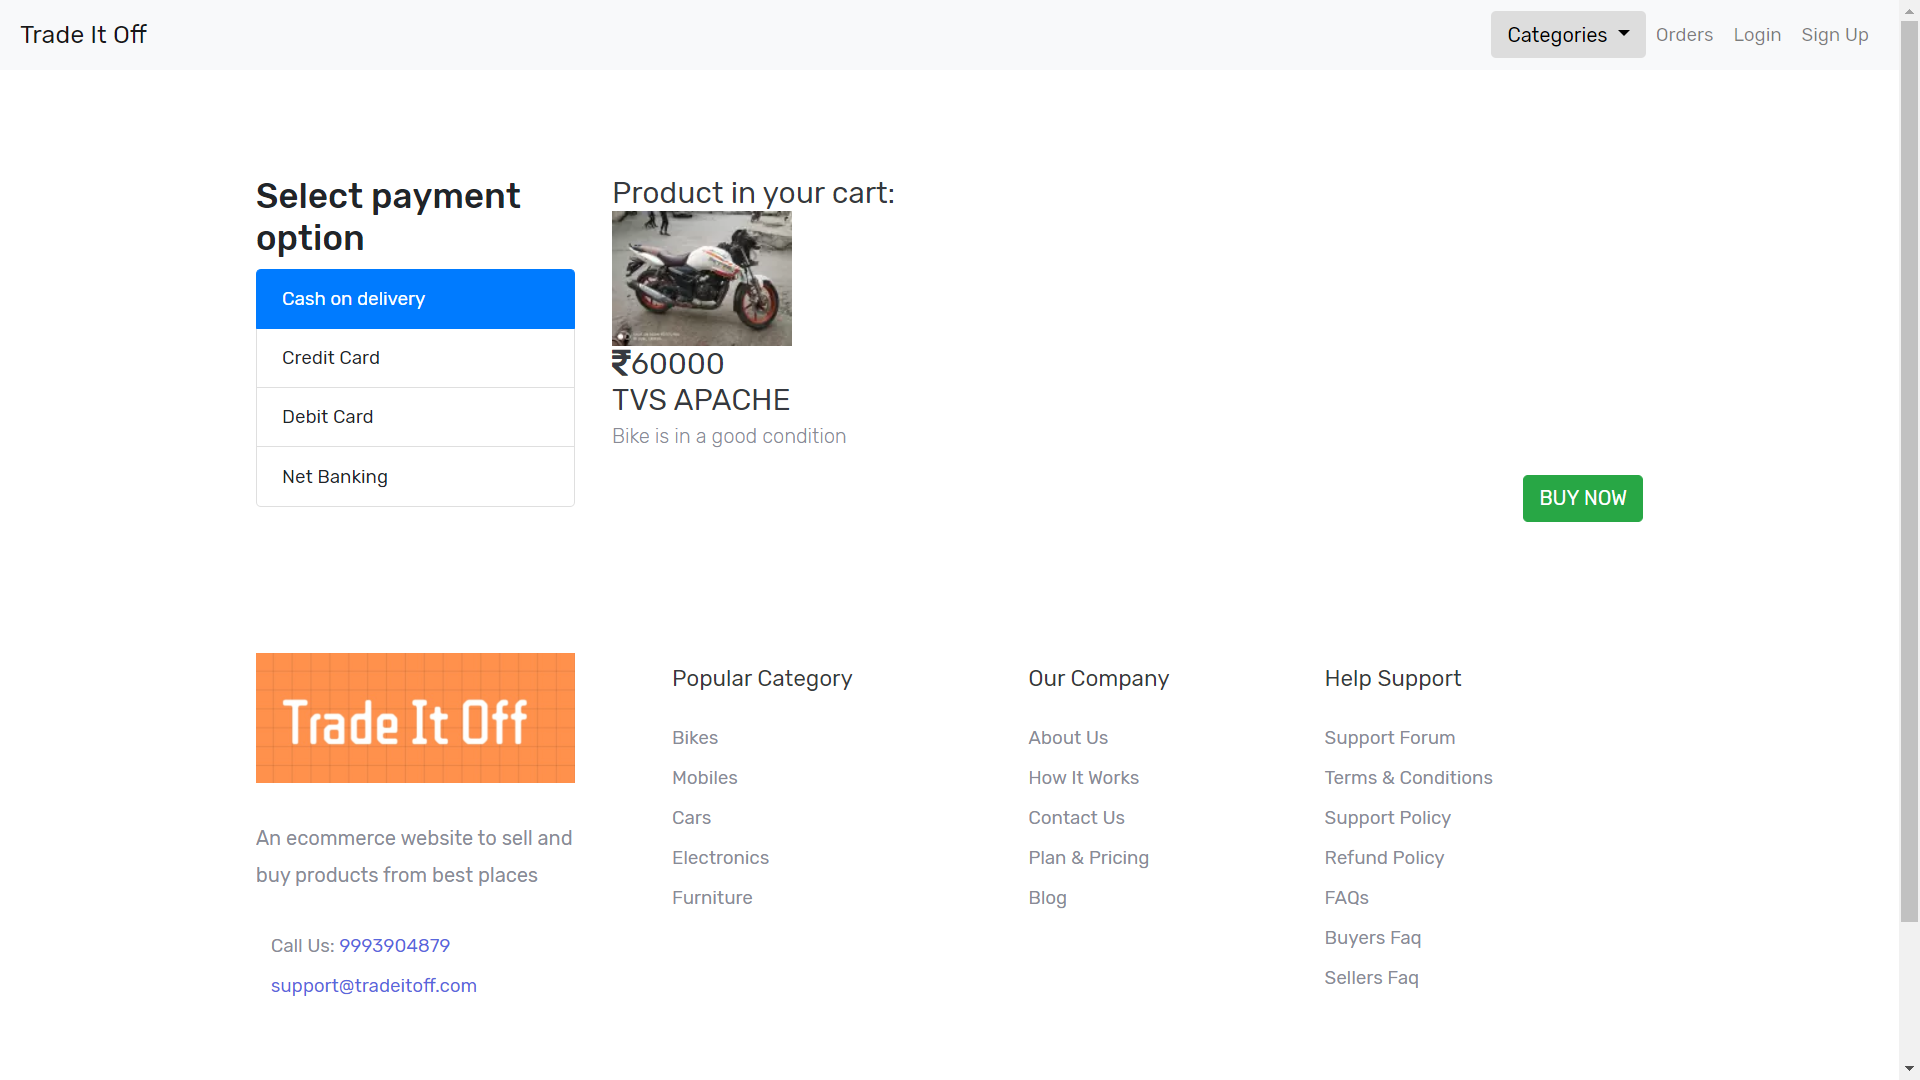 Trade It Off
Categories
Orders
Login
Sign Up
Select payment
option
Cash on delivery
Credit Card
Debit Card
Net Banking
Product in your cart:
₹60000
TVS APACHE
Bike is in a good condition
BUY NOW
Trade It Off
An ecommerce website to sell and
buy products from best places
Call Us: 9993904879
support@tradeitoff.com
Popular Category
Bikes
Mobiles
Cars
Electronics
Furniture
Our Company
About Us
How It Works
Contact Us
Plan & Pricing
Blog
Help Support
Support Forum
Terms & Conditions
Support Policy
Refund Policy
FAQs
Buyers Faq
Sellers Faq